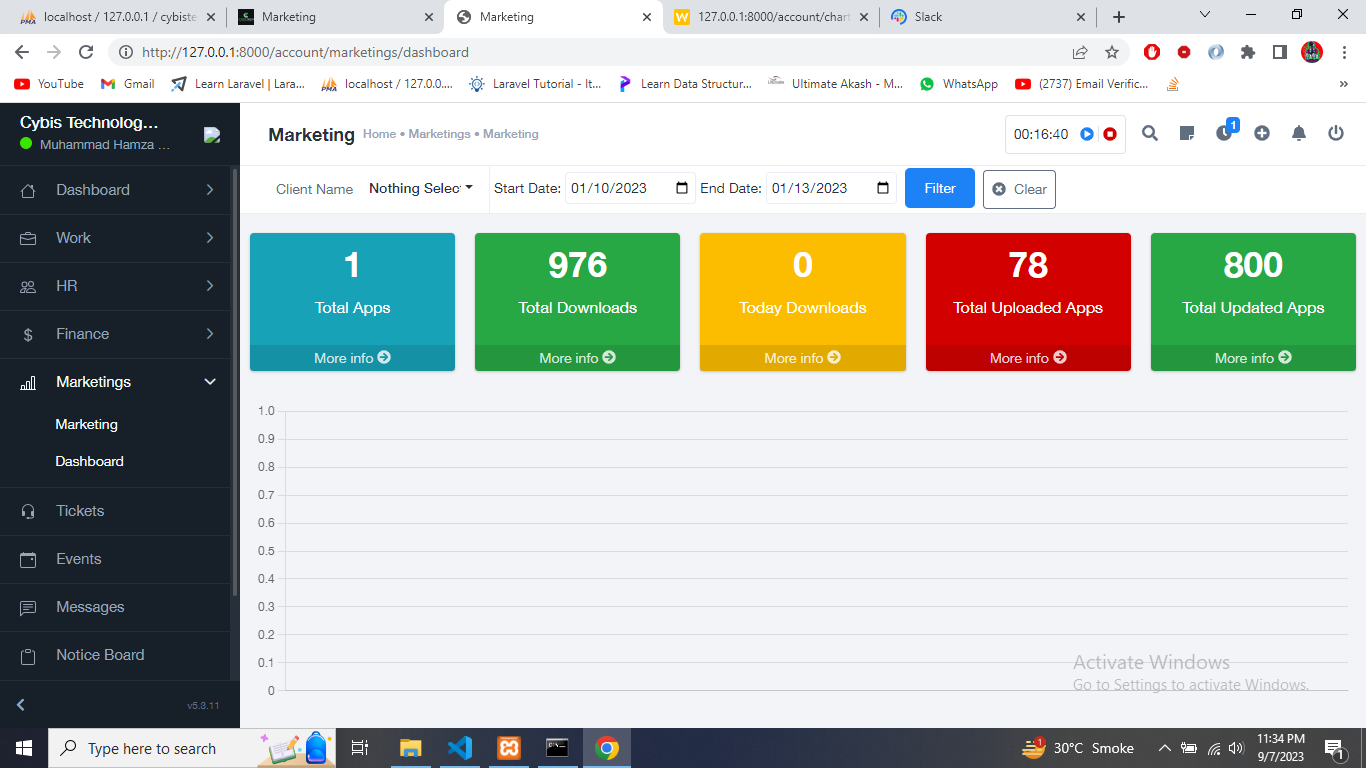 localhost / 127.0.0.1 / cybiste
Marketing
Marketing
127.0.0.1:8000/account/chart
Slack
http://127.0.0.1:8000/account/marketings/dashboard
YouTube
Gmail
Learn Laravel | Lara...
localhost / 127.0.0....
Laravel Tutorial - It...
Learn Data Structur...
Ultimate Akash - M...
WhatsApp
(2737) Email Verific...
Cybis Technolog...
Muhammad Hamza ...
Marketing Home • Marketings • Marketing
00:16:40
1
Client Name Nothing Selec Start Date: 01/10/2023 End Date: 01/13/2023 Filter Clear
Dashboard
Work
HR
Finance
Marketings
Marketing
Dashboard
Tickets
Events
Messages
Notice Board
v5.3.11
1
Total Apps
More info
976
Total Downloads
More info
0
Today Downloads
More info
78
Total Uploaded Apps
More info
800
Total Updated Apps
More info
1.0
0.9
0.8
0.7
0.6
0.5
0.4
0.3
0.2
0.1
0
Activate Windows
Go to Settings to activate Windows.
Type here to search
1
30°C Smoke
11:34 PM
9/7/2023
1